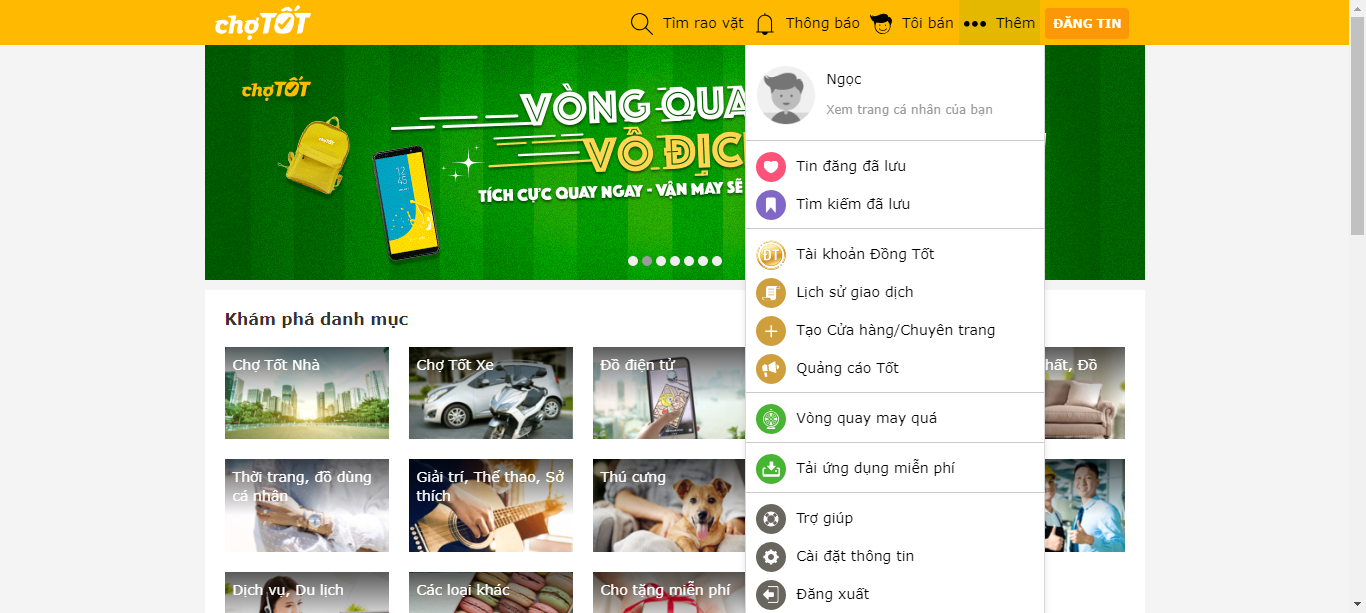 chợTỐT
Tìm rao vặt
Thông báo
Tôi bán
Thêm
ĐĂNG TIN
chợTỐT
VÒNG QUA
VÔ ĐỊC
TÍCH CỰC QUAY NGAY - VẬN MAY SẼ
Ngọc
Xem trang cá nhân của bạn
Tin đăng đã lưu
Tìm kiếm đã lưu
ĐT
Tài khoản Đồng Tốt
Lịch sử giao dịch
Tạo Cửa hàng/Chuyên trang
Quảng cáo Tốt
Vòng quay may quá
Tải ứng dụng miễn phí
Trợ giúp
Cài đặt thông tin
Đăng xuất
Khám phá danh mục
Chợ Tốt Nhà
Chợ Tốt Xe
Đồ điện tử
hất, Đồ
Thời trang, đồ dùng
cá nhân
Giải trí, Thể thao, Sở
thích
Thú cưng
Dịch vụ, Du lịch
Các loại khác
Cho tặng miễn phí